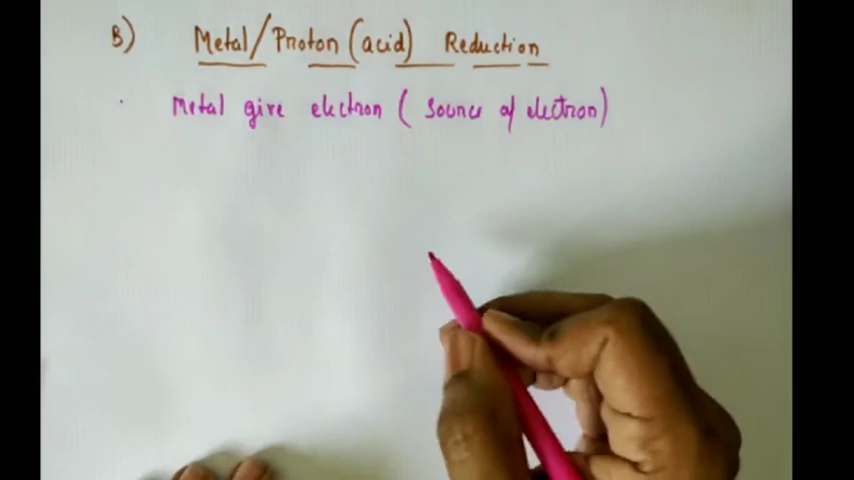 B) Metal/Proton (acid) Reduction
Metal give electron ( Source of electron)